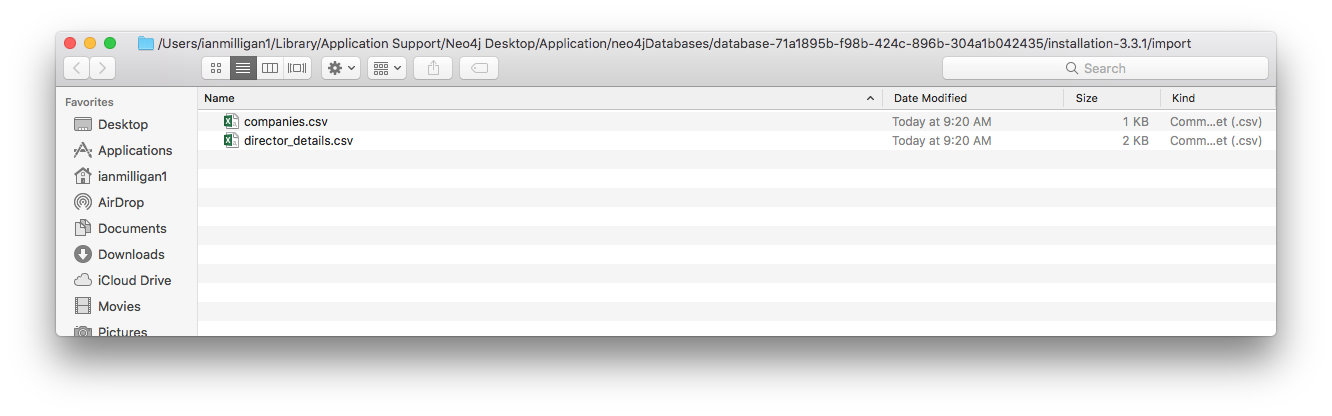 /Users/ianmilligan1/Library/Application Support/Neo4j Desktop/Application/neo4jDatabases/database-71a1895b-f98b-424c-896b-304a1b042435/installation-3.3.1/import
Search
Favorites
Name Date Modified Size Kind
companies.csv Today at 9:20 AM 1 KB Comm...et (.csv)
director_details.csv Today at 9:20 AM 2 KB Comm...et (.csv)
Desktop
Applications
ianmilligan1
AirDrop
Documents
Downloads
iCloud Drive
Movies
Pictures